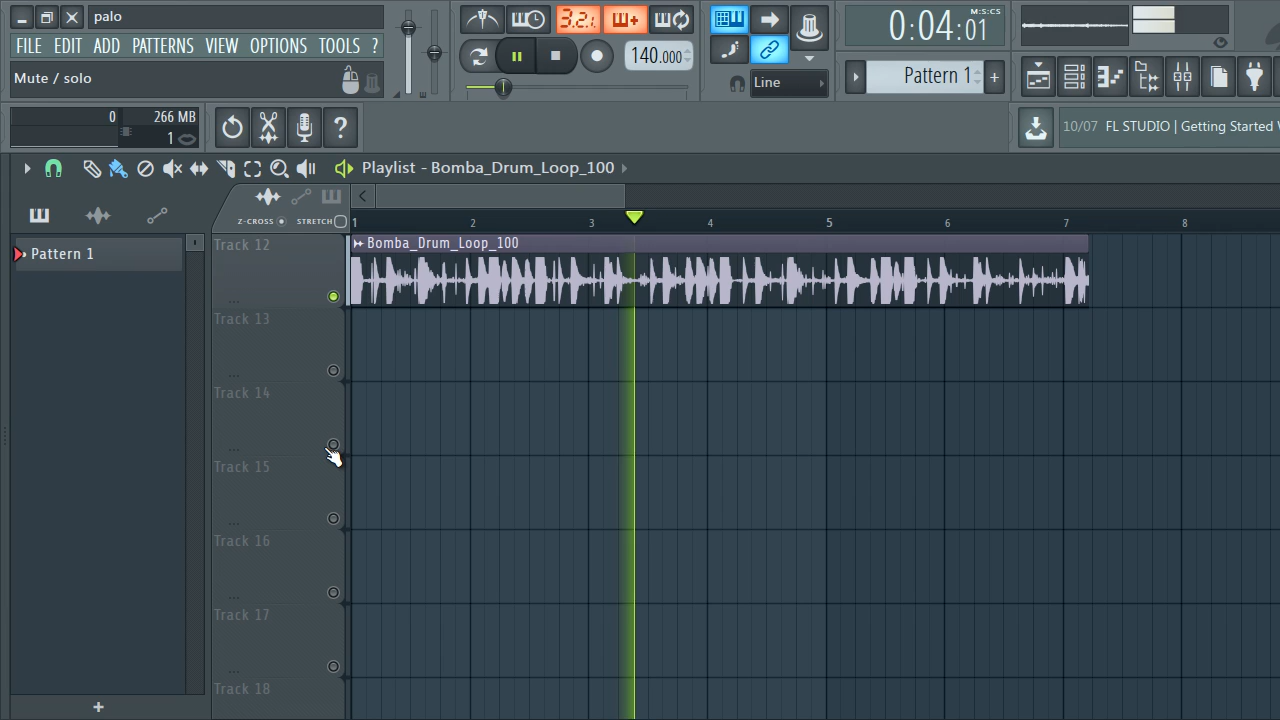 palo
FILE EDIT ADD PATTERNS VIEW OPTIONS TOOLS ?
Mute / solo
3.2.1
140.000
0:04:01
M:S:CS
Line
Pattern 1
+
0
266 MB
1
?
10/07 FL STUDIO | Getting Started
Playlist - Bomba_Drum_Loop_100
Z-CROSS
STRETCH
1 2 3 4 5 6 7 8
Pattern 1
Track 12
Bomba_Drum_Loop_100
...
Track 13
...
Track 14
...
Track 15
...
Track 16
...
Track 17
...
Track 18
+